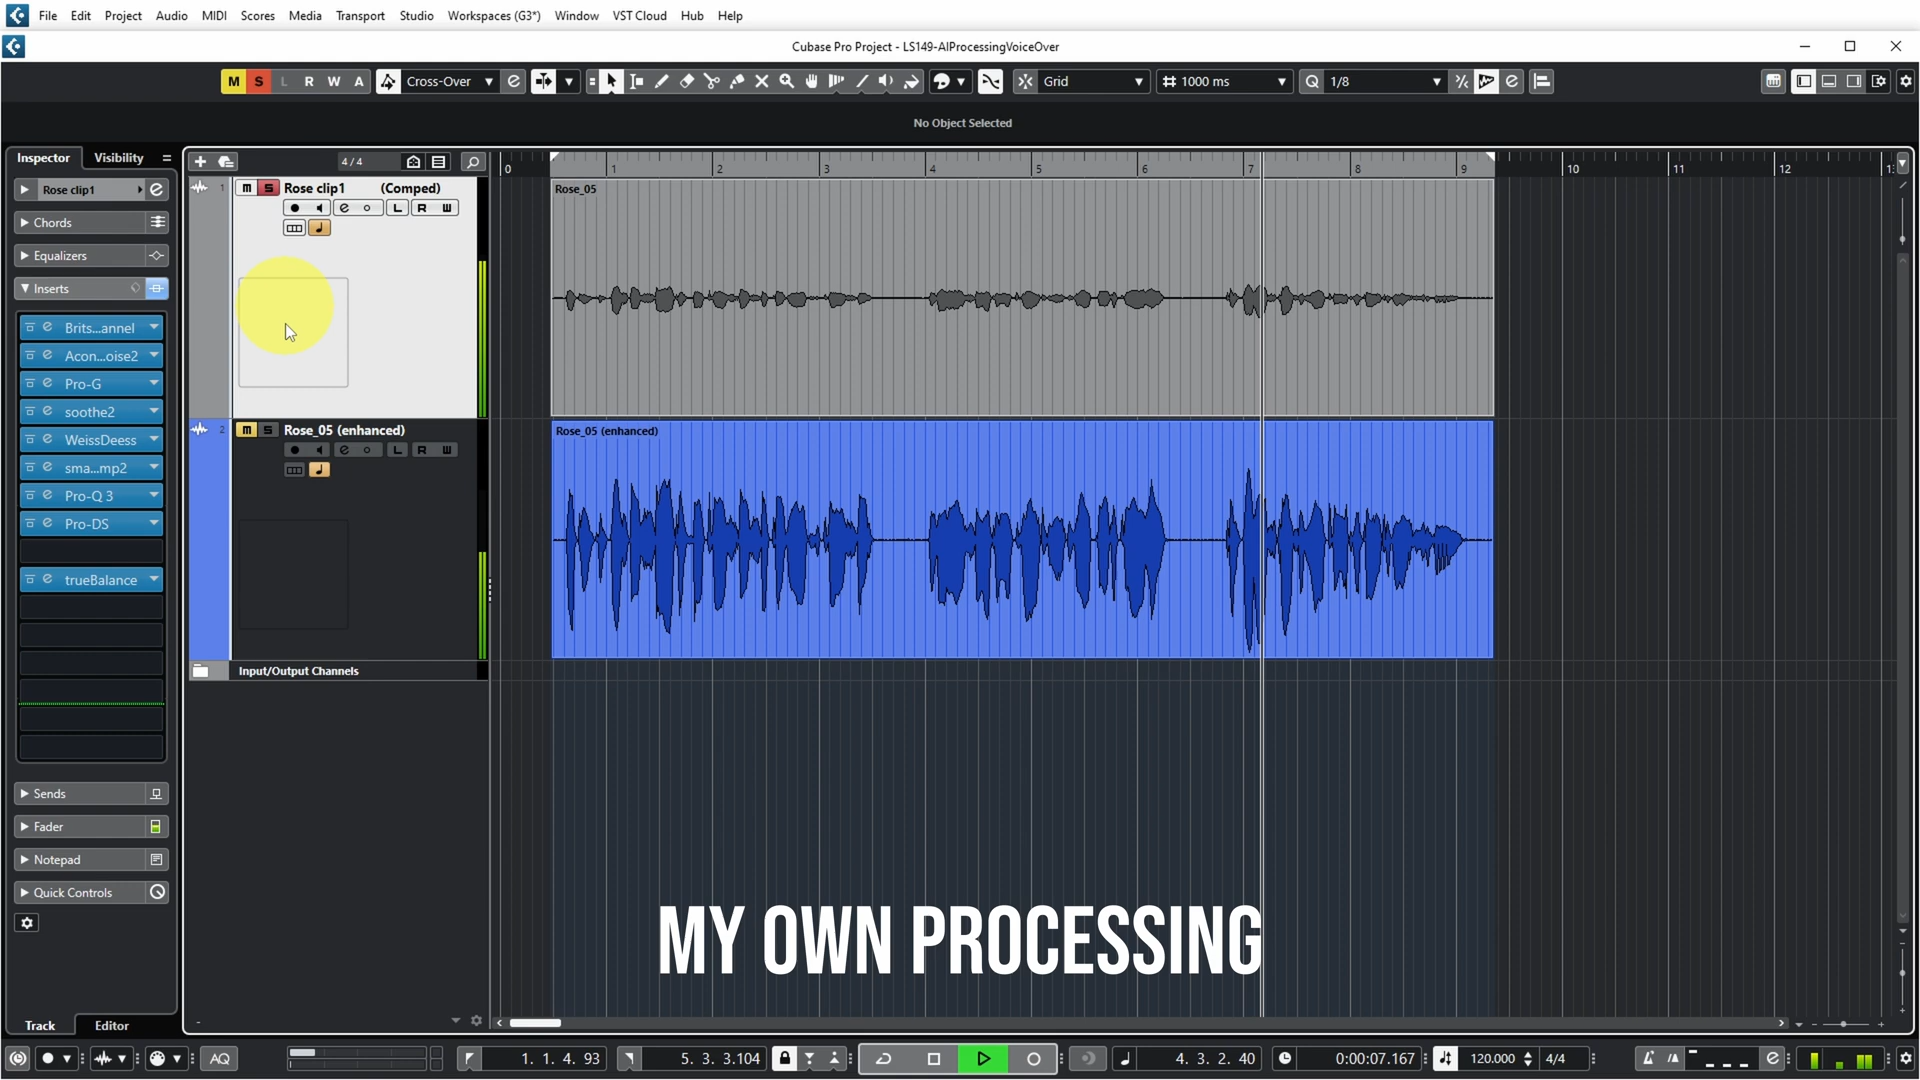 File Edit Project Audio MIDI Scores Media Transport Studio Workspaces (G3*) Window VST Cloud Hub Help
Cubase Pro Project - LS149-AIProcessingVoiceOver
M S L R W A Cross-Over Grid 1000 ms Q 1/8
No Object Selected
Inspector Visibility
4/4
0 1 2 3 4 5 6 7 8 9 10 11 12
Rose clip1
Chords
Equalizers
Inserts
Brits...annel
Acon...oise2
Pro-G
soothe2
WeissDeess
sma...mp2
Pro-Q 3
Pro-DS
trueBalance
Sends
Fader
Notepad
Quick Controls
Track Editor
1 m S Rose clip1 (Comped)
L R W
Rose_05
2 m S Rose_05 (enhanced)
L R W
Rose_05 (enhanced)
Input/Output Channels
MY OWN PROCESSING
AQ
1. 1. 4. 93
5. 3. 3.104
4. 3. 2. 40
0:00:07.167
120.000
4/4